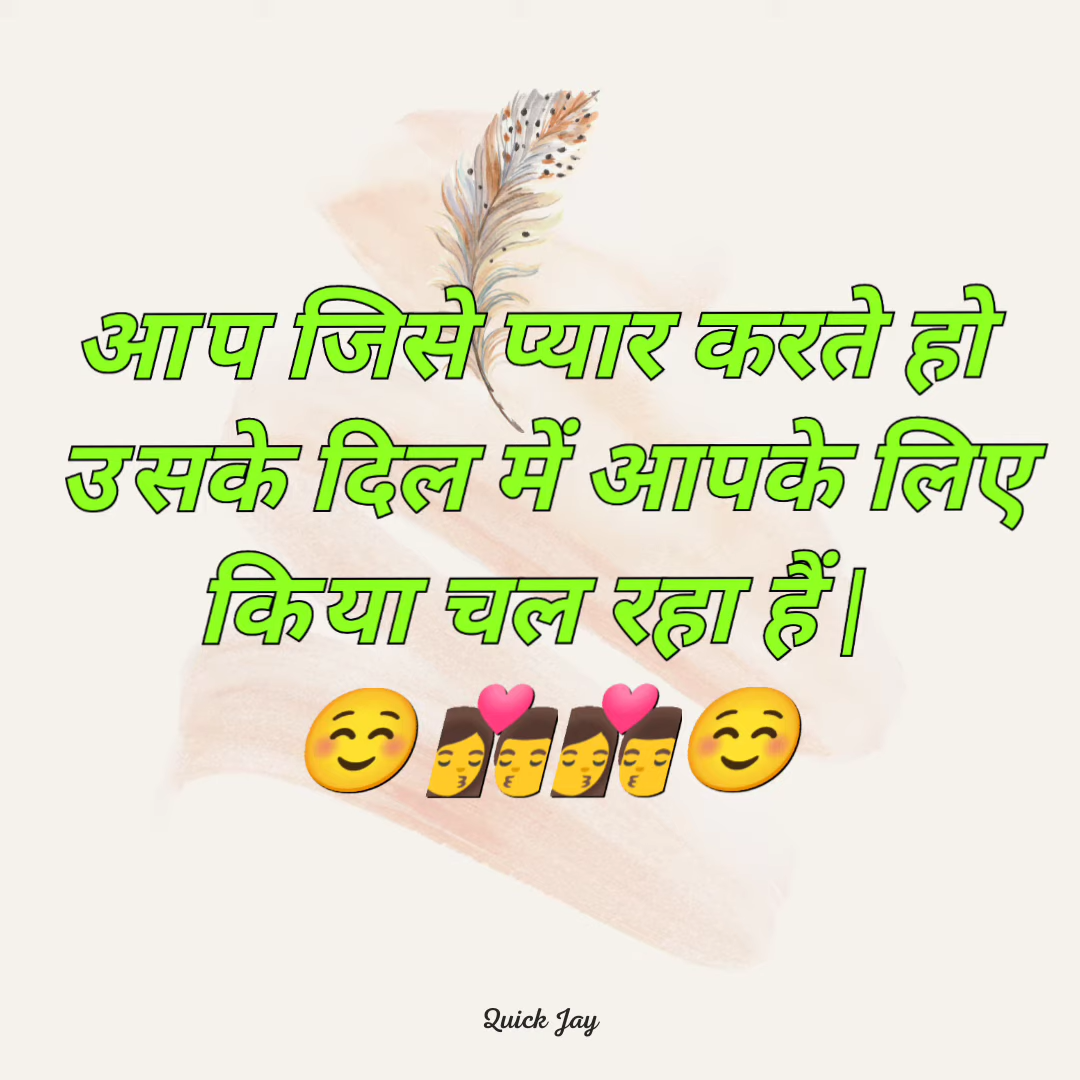 आप जिसे प्यार करते हो
उसके दिल में आपके लिए
किया चल रहा हैं|
☺️💏💏☺️
Quick Jay